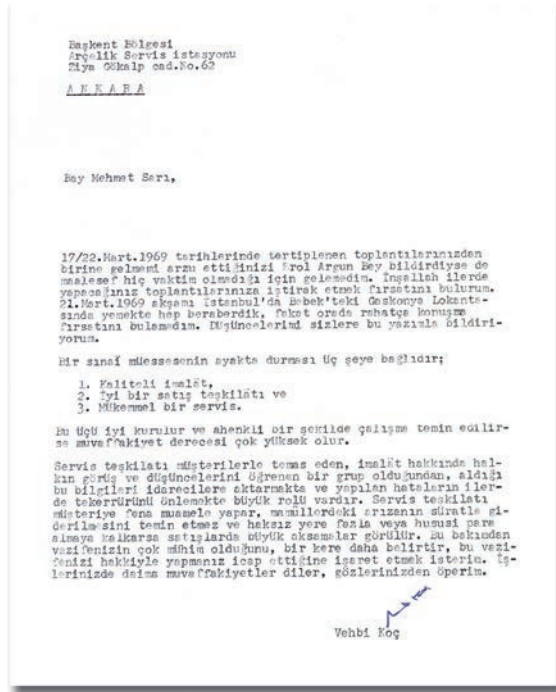 Başkent Bölgesi
Arçelik Servis istasyonu
Ziya Gökalp cad.No.62
ANKARA
Bay Mehmet Sarı,
17/22.Mart.1969 tarihlerinde tertiplenen toplantılarınızdan
birine gelmemi arzu ettiğinizi Erol Argun Bey bildirdiyse de
maalesef hiç vaktim olmadığı için gelemedim. İnşallah ilerde
yapacağınız toplantılarınıza iştirak etmek fırsatını bulurum.
21.Mart.1969 akşamı İstanbul'da Bebek'teki Gaskonya Lokanta-
sında yemekte hep beraberdik, fakat orada rahatça konuşma
fırsatını bulamadım. Düşüncelerimi sizlere bu yazımla bildiri-
yorum.
Bir sınaî müessesenin ayakta durması üç şeye bağlıdır;
1. Kaliteli imalât,
2. İyi bir satış teşkilâtı ve
3. Mükemmel bir servis.
Bu üçü iyi kurulur ve ahenkli bir şekilde çalışma temin edilir-
se muvaffakiyet derecesi çok yüksek olur.
Servis teşkilatı müşterilerle temas eden, imalât hakkında hal-
kın görüş ve düşüncelerini öğrenen bir grup olduğundan, aldığı
bu bilgileri idarecilere aktarmakta ve yapılan hataların iler-
de tekerrürünü önlemekte büyük rolü vardır. Servis teşkilatı
müşteriye fena muamele yapar, mamüllerdeki arızanın süratle gi-
derilmesini temin etmez ve haksız yere fazla veya hususi para
almaya kalkarsa satışlarda büyük aksamalar görülür. Bu bakımdan
vazifenizin çok mühim olduğunu, bir kere daha belirtir, bu vazi-
fenizi hakkiyle yapmanız icap ettiğine işaret etmek isterim. İş-
lerinizde daima muvaffakiyetler diler, gözlerinizden öperim.
Vehbi Koç